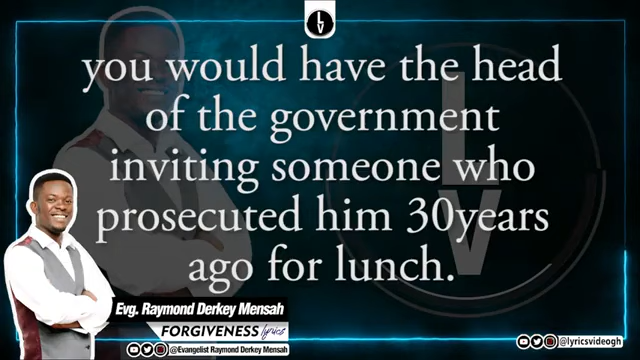 L
V
you would have the head
of the government
inviting someone who
prosecuted him 30years
ago for lunch.
Evg. Raymond Derkey Mensah
FORGIVENESS lyrics
@Evangelist Raymond Derkey Mensah
@lyricsvideogh